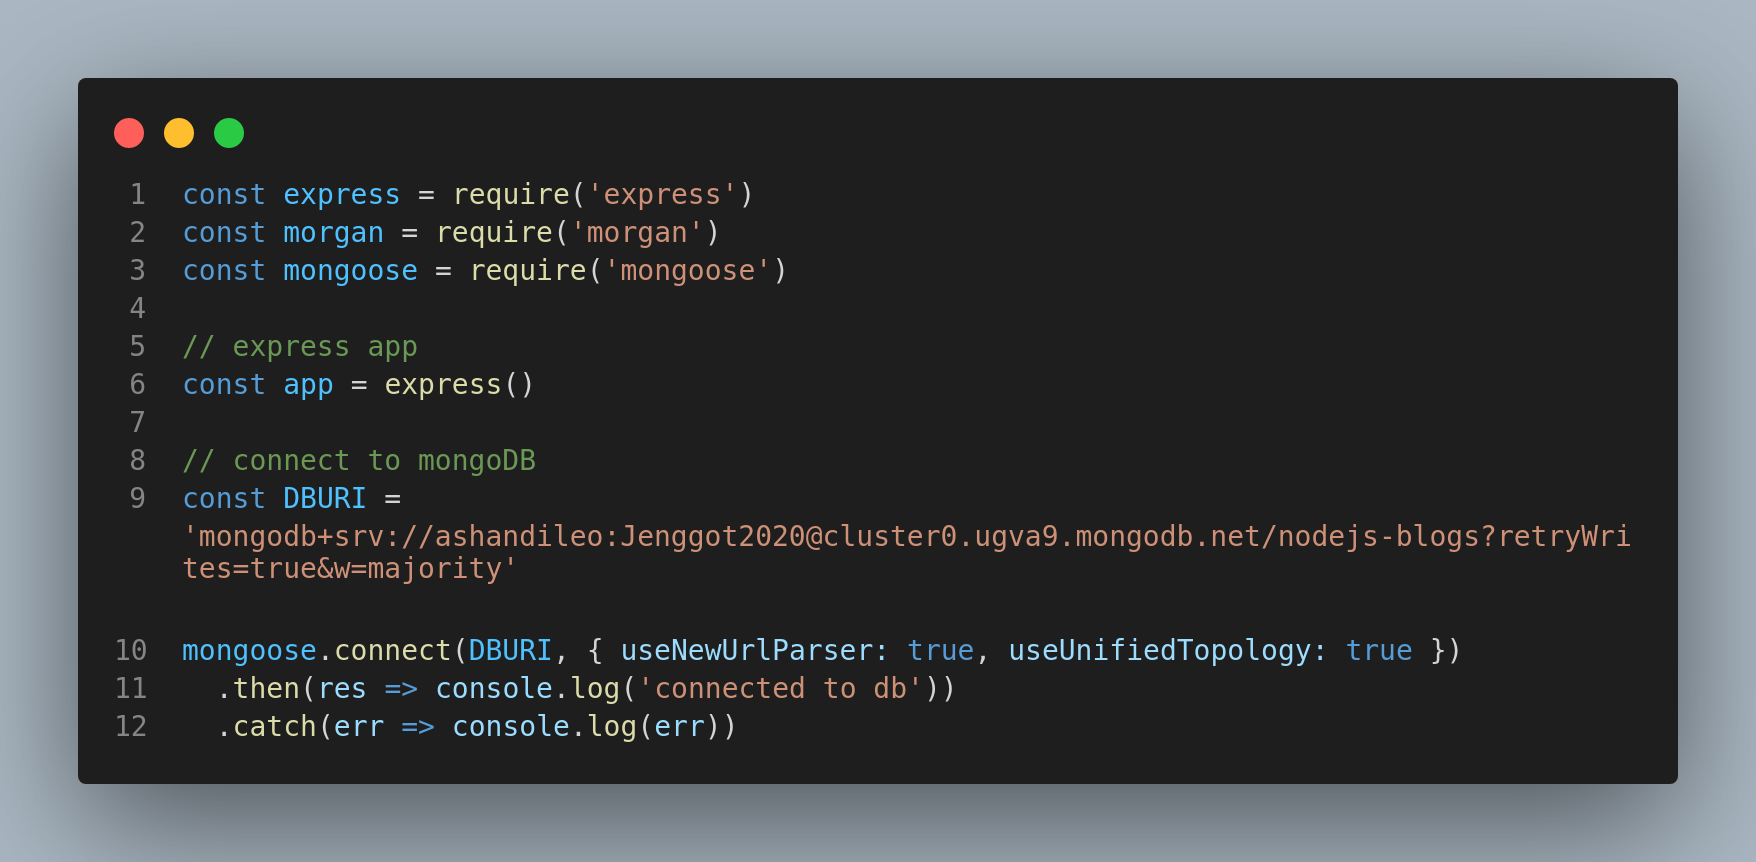 1 const express = require('express')
2 const morgan = require('morgan')
3 const mongoose = require('mongoose')
4
5 // express app
6 const app = express()
7
8 // connect to mongoDB
9 const DBURI =
'mongodb+srv://ashandileo:Jenggot2020@cluster0.ugva9.mongodb.net/nodejs-blogs?retryWri
tes=true&w=majority'
10 mongoose.connect(DBURI, { useNewUrlParser: true, useUnifiedTopology: true })
11   .then(res => console.log('connected to db'))
12   .catch(err => console.log(err))